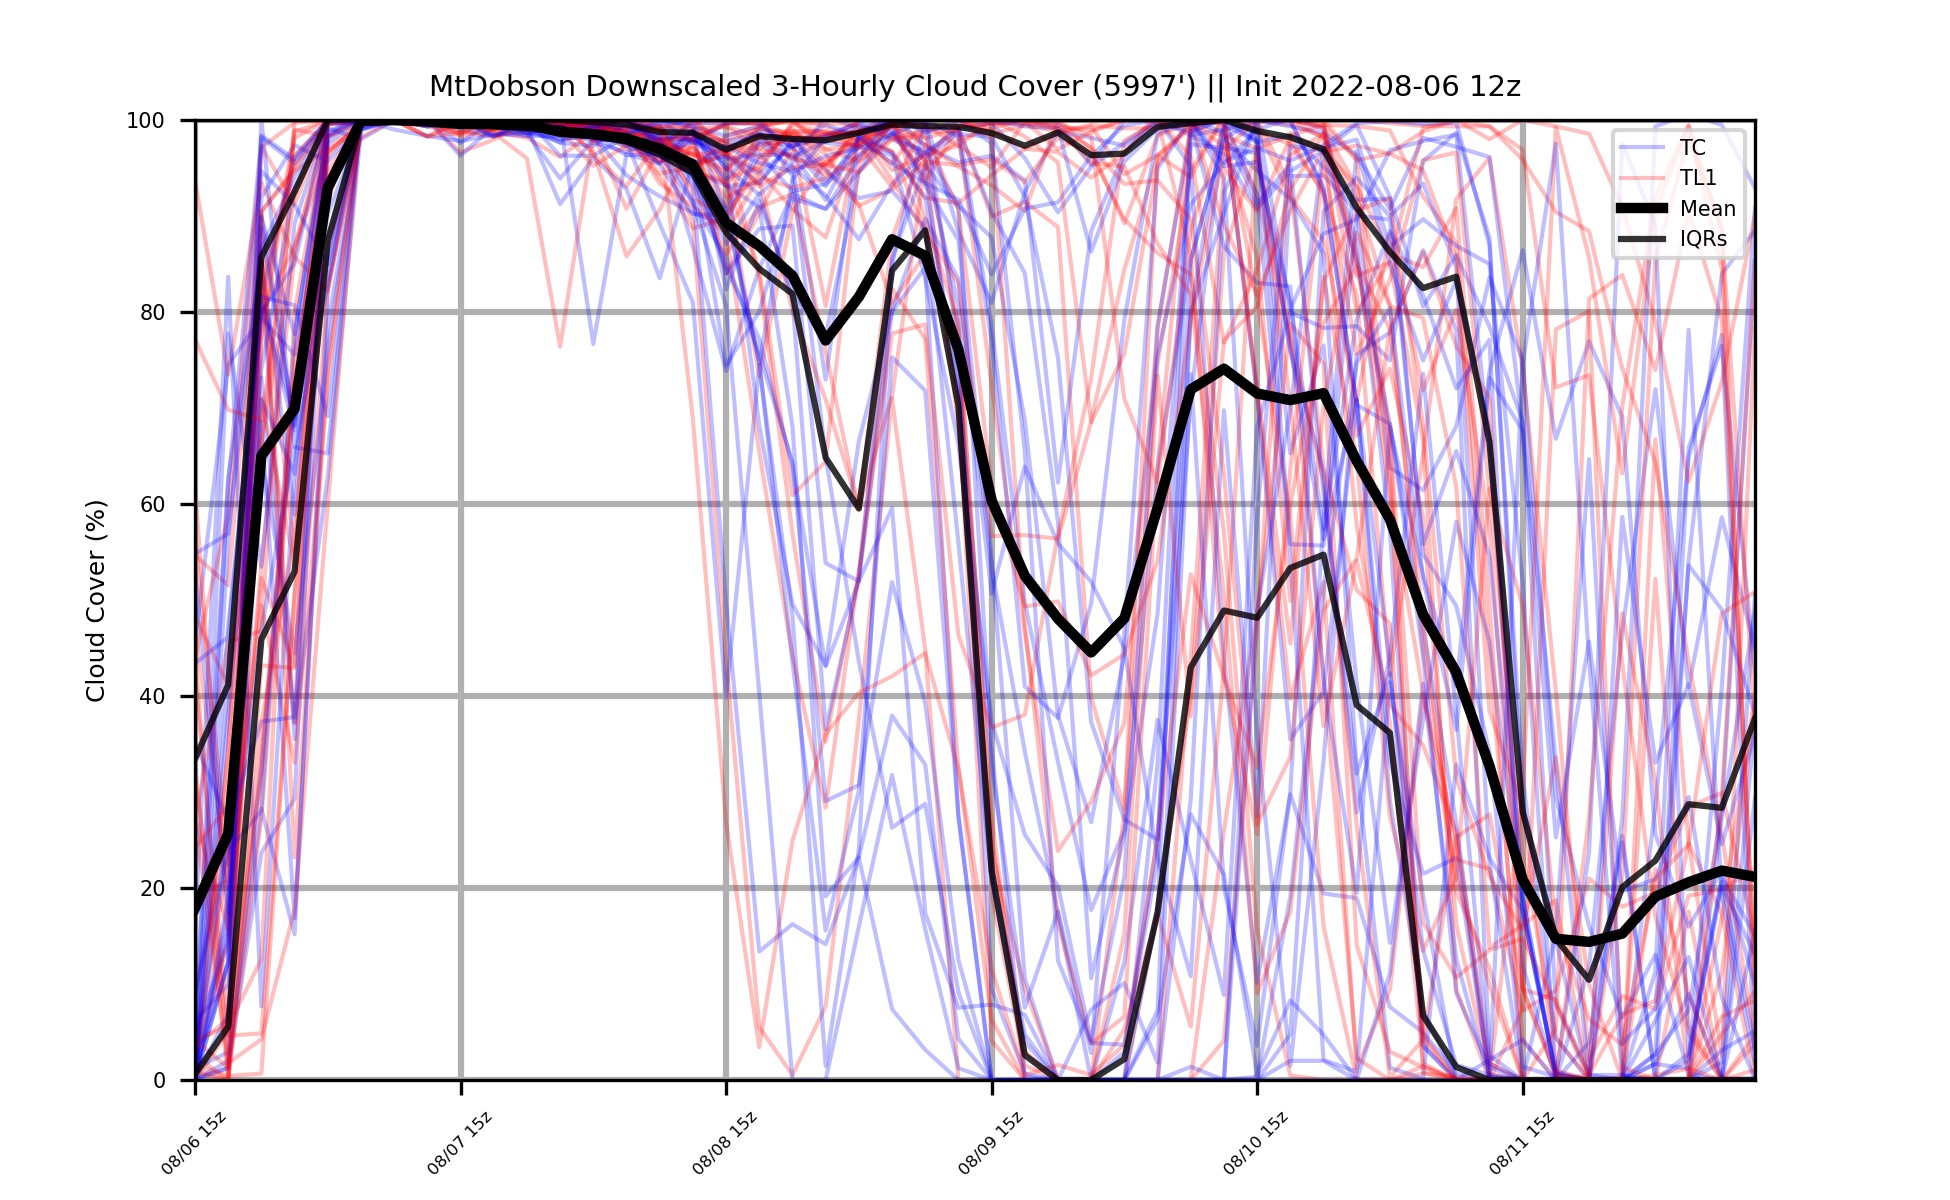 MtDobson Downscaled 3-Hourly Cloud Cover (5997') || Init 2022-08-06 12z
TC
TL1
Mean
IQRs
Cloud Cover (%)
100
80
60
40
20
0
08/06 15z
08/07 15z
08/08 15z
08/09 15z
08/10 15z
08/11 15z